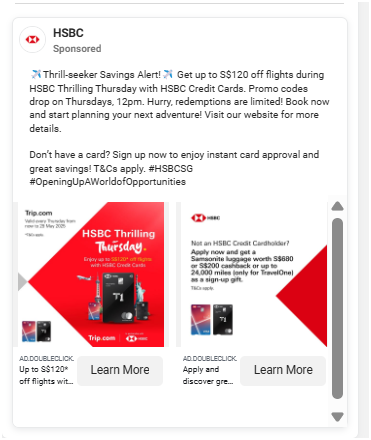 HSBC
Sponsored
✈️Thrill-seeker Savings Alert!✈️ Get up to S$120 off flights during
HSBC Thrilling Thursday with HSBC Credit Cards. Promo codes
drop on Thursdays, 12pm. Hurry, redemptions are limited! Book now
and start planning your next adventure! Visit our website for more
details.
Don't have a card? Sign up now to enjoy instant card approval and
great savings! T&Cs apply. #HSBCSG
#OpeningUpAWorldofOpportunities
Trip.com
Valid every Thursday from
now to 29 May 2025
*T&Cs apply.
HSBC Thrilling
Thursday
Enjoy up to S$120* off flights
with HSBC Credit Cards
Trip.com | HSBC
HSBC
Not an HSBC Credit Cardholder?
Apply now and get a
Samsonite luggage worth S$680
or S$200 cashback or up to
24,000 miles (only for TravelOne)
as a sign-up gift.
T&Cs apply.
AD.DOUBLECLICK.
Up to S$120*
off flights wit...
Learn More
AD.DOUBLECLICK.
Apply and
discover gre...
Learn More